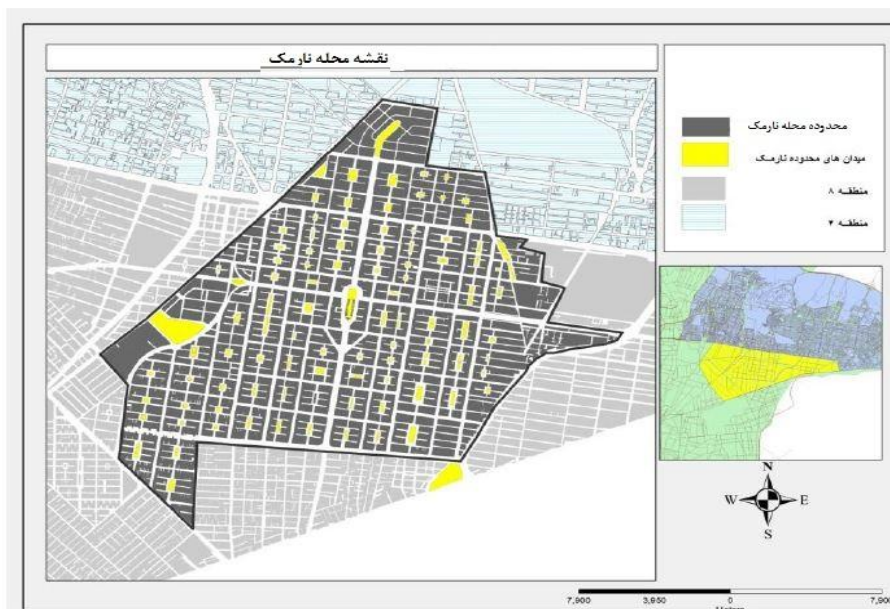 نقشه محله نارمک
محدوده محله نارمک
میدان های محدوده نارمک
منطقه ۸
منطقه ۴
N
W E
S
7,900 3,950 0 7,900
Meters